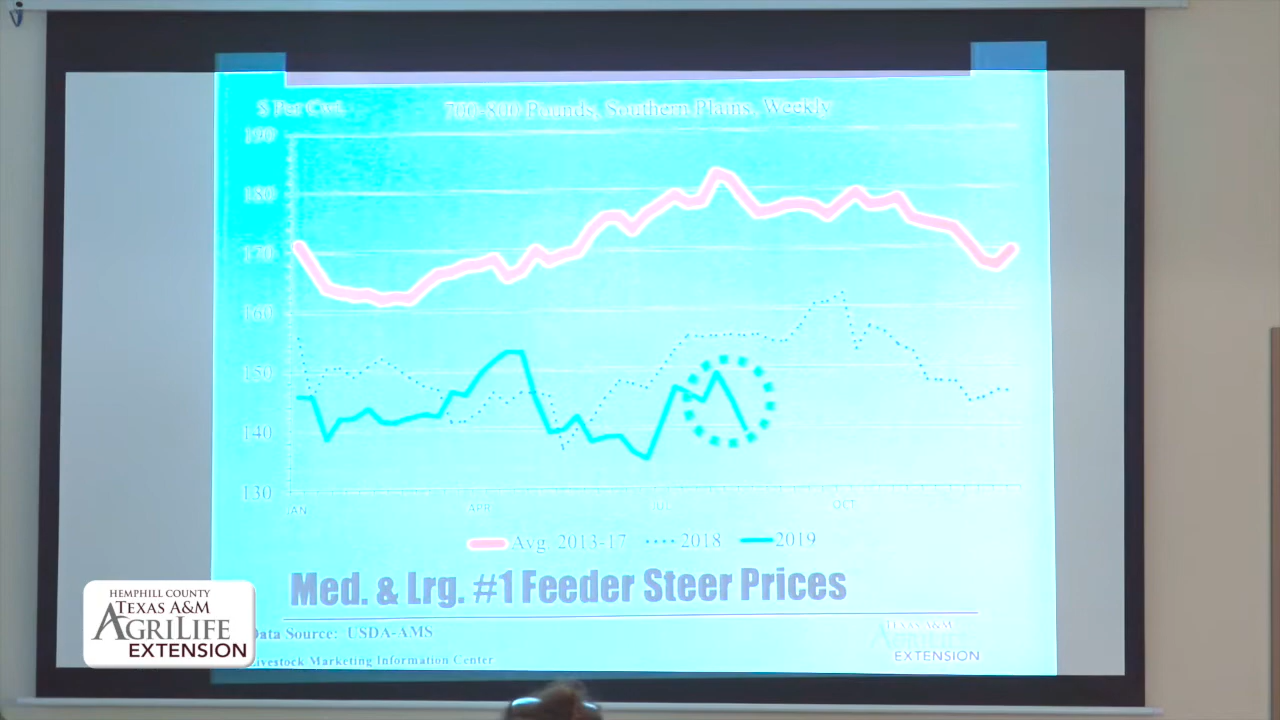 $ Per Cwt.
700-800 Pounds, Southern Plains, Weekly
190
180
170
160
150
140
130
JAN APR JUL OCT
Avg. 2013-17 2018 2019
Med. & Lrg. #1 Feeder Steer Prices
Data Source: USDA-AMS
Livestock Marketing Information Center
TEXAS A&M
AGRILIFE
EXTENSION
HEMPHILL COUNTY
TEXAS A&M
AGRILIFE
EXTENSION